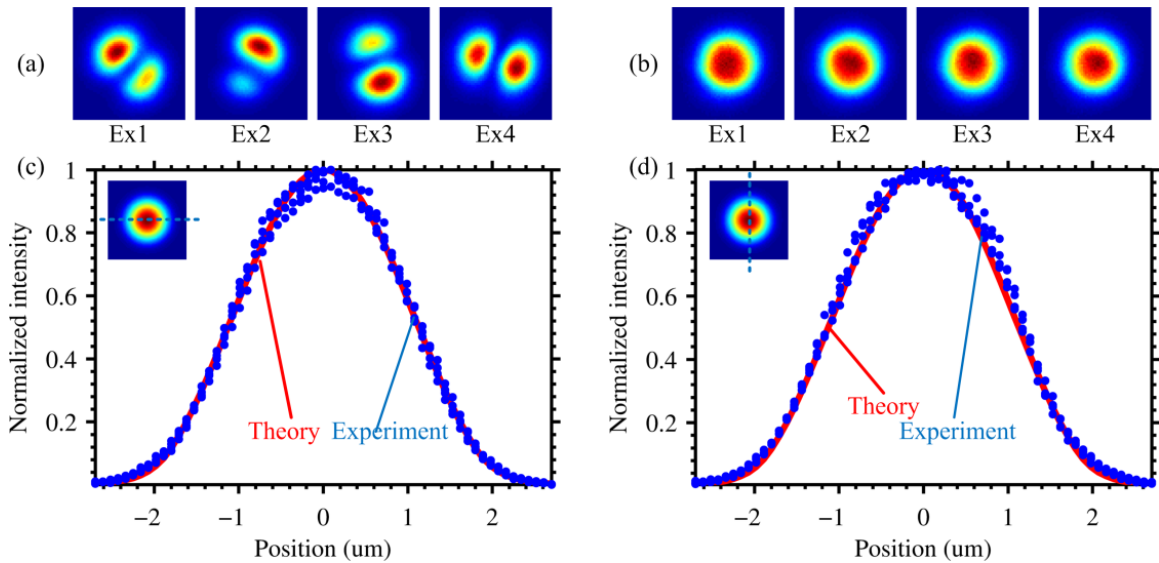 (a)
Ex1 Ex2 Ex3 Ex4
(b)
Ex1 Ex2 Ex3 Ex4
(c)
Normalized intensity
1
0.8
0.6
0.4
0.2
Theory
Experiment
−2 −1 0 1 2
Position (um)
(d)
Normalized intensity
1
0.8
0.6
0.4
0.2
Theory
Experiment
−2 −1 0 1 2
Position (um)